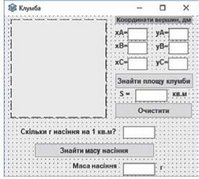 Клумба
Координати вершин, дм
xA= yA=
xB= yB=
xC= yC=
Знайти площу клумби
S = кв.м
Очистити
Скільки г насіння на 1 кв.м?
Знайти масу насіння
Маса насіння г